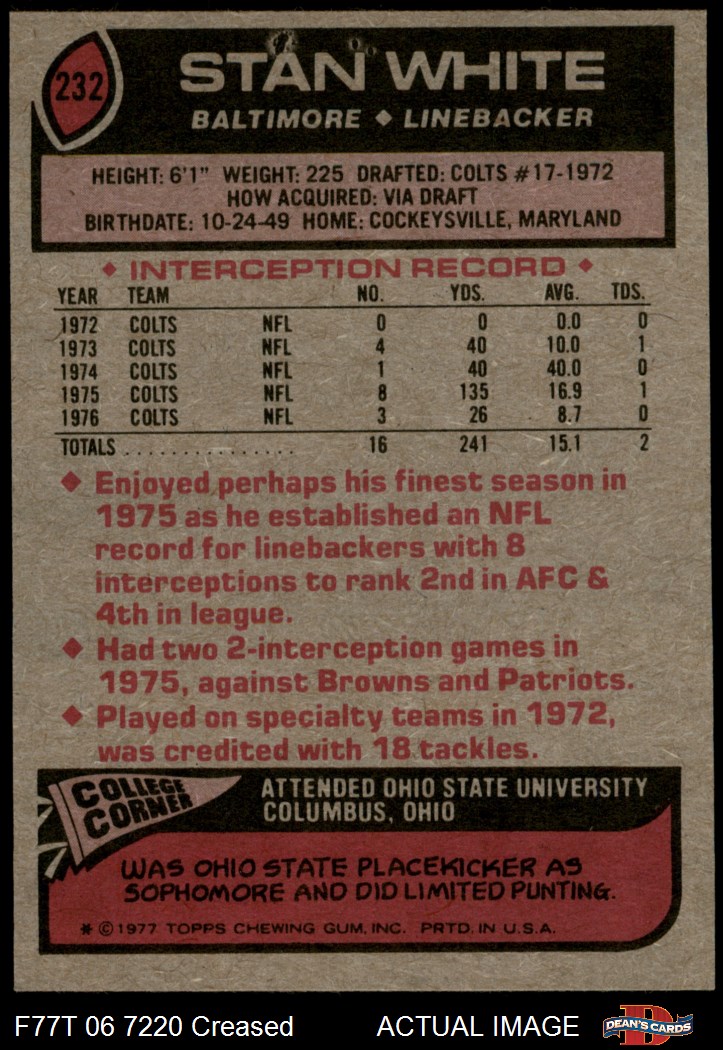 232
STAN WHITE
BALTIMORE ◆ LINEBACKER
HEIGHT: 6'1" WEIGHT: 225 DRAFTED: COLTS #17-1972
HOW ACQUIRED: VIA DRAFT
BIRTHDATE: 10-24-49 HOME: COCKEYSVILLE, MARYLAND
◆ INTERCEPTION RECORD ◆
YEAR TEAM NO. YDS. AVG. TDS.
1972 COLTS NFL 0 0 0.0 0
1973 COLTS NFL 4 40 10.0 1
1974 COLTS NFL 1 40 40.0 0
1975 COLTS NFL 8 135 16.9 1
1976 COLTS NFL 3 26 8.7 0
TOTALS . . . . . . . . . . . . . . . . 16 241 15.1 2
◆ Enjoyed perhaps his finest season in
1975 as he established an NFL
record for linebackers with 8
interceptions to rank 2nd in AFC &
4th in league.
◆ Had two 2-interception games in
1975, against Browns and Patriots.
◆ Played on specialty teams in 1972,
was credited with 18 tackles.
COLLEGE
CORNER
ATTENDED OHIO STATE UNIVERSITY
COLUMBUS, OHIO
WAS OHIO STATE PLACEKICKER AS
SOPHOMORE AND DID LIMITED PUNTING.
* © 1977 TOPPS CHEWING GUM, INC. PRTD. IN U.S.A.
F77T 06 7220 Creased ACTUAL IMAGE
D
DEAN'S CARDS